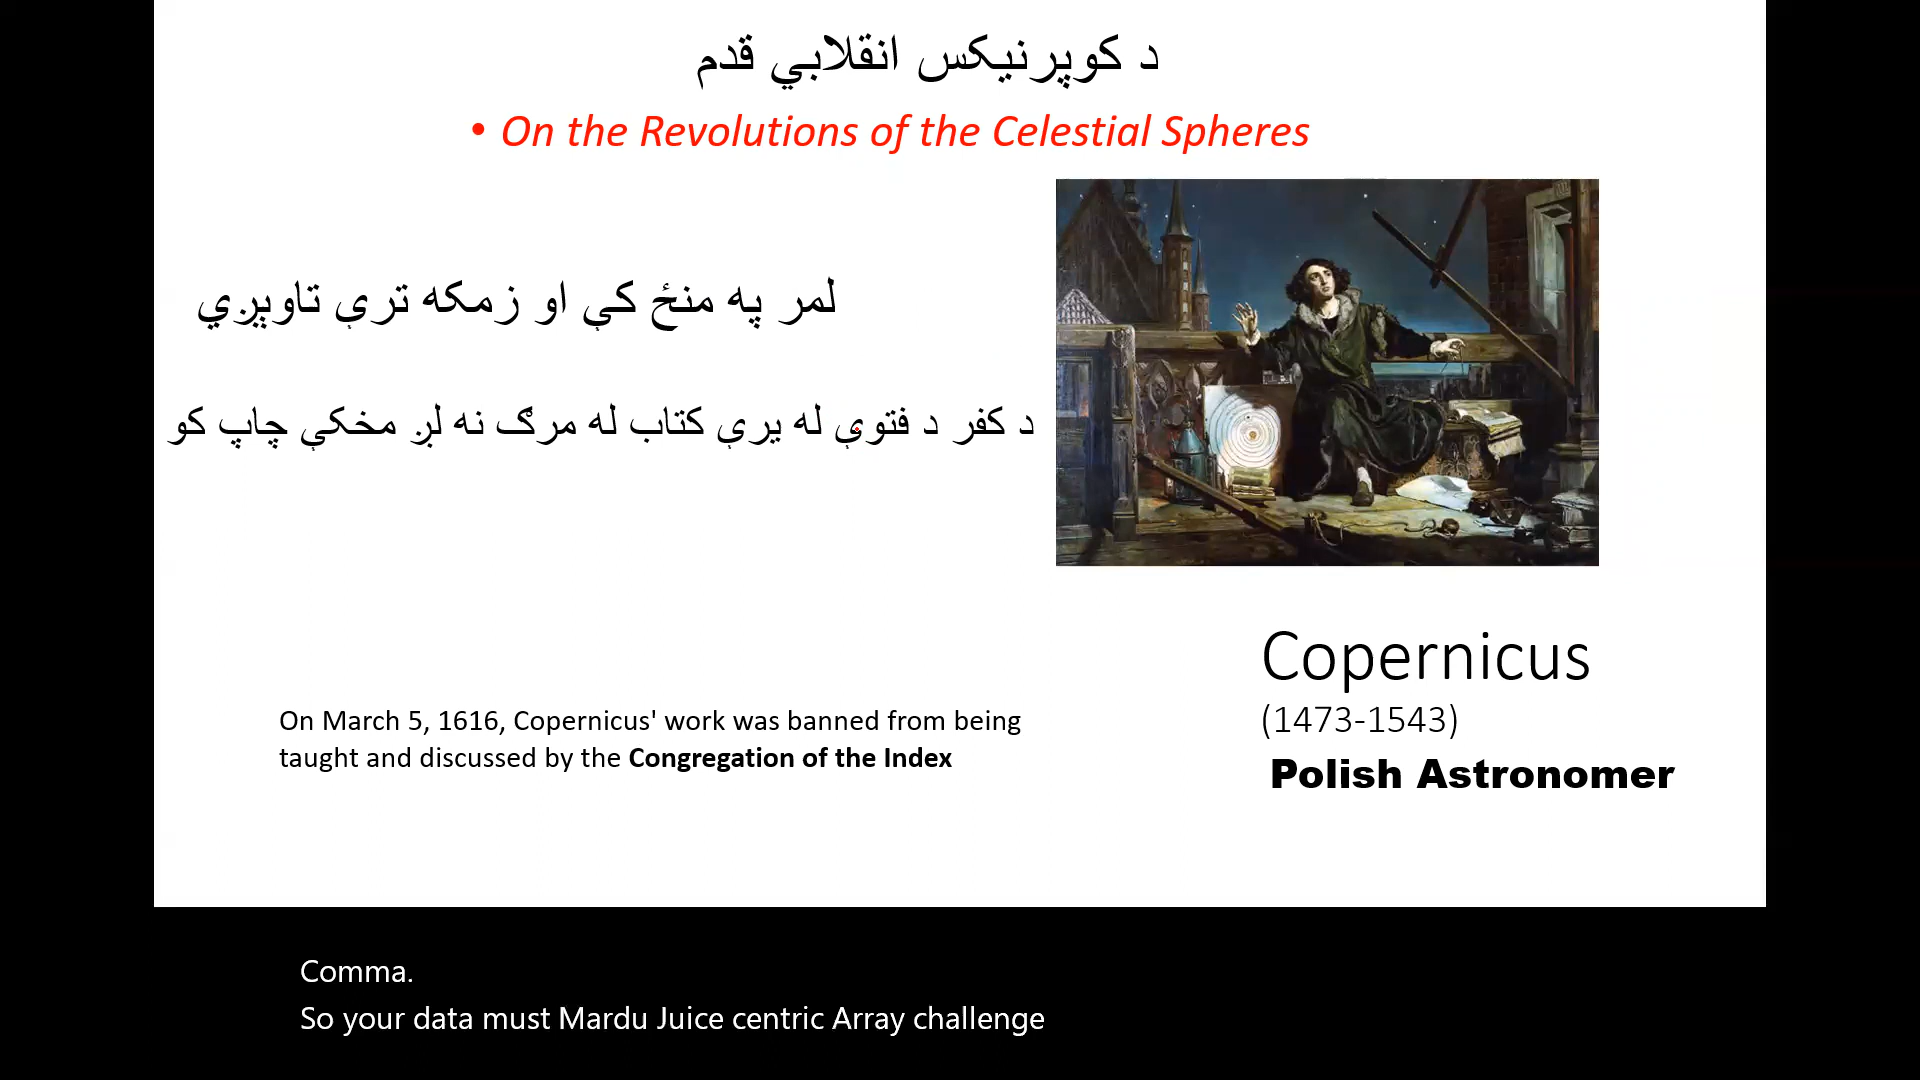 د کوپرنیکس انقلابي قدم
• On the Revolutions of the Celestial Spheres
لمر په منځ کې او زمکه ترې تاوېږي
د کفر د فتوې له یرې کتاب له مرګ نه لږ مخکې چاپ کو
Copernicus
(1473-1543)
Polish Astronomer
On March 5, 1616, Copernicus' work was banned from being
taught and discussed by the Congregation of the Index
Comma.
So your data must Mardu Juice centric Array challenge